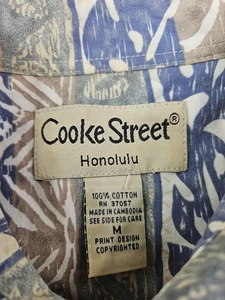 Cooke Street®
Honolulu
100% COTTON
RN 37057
MADE IN CAMBODIA
SEE SIDE FOR CARE
M
PRINT DESIGN
COPYRIGHTED